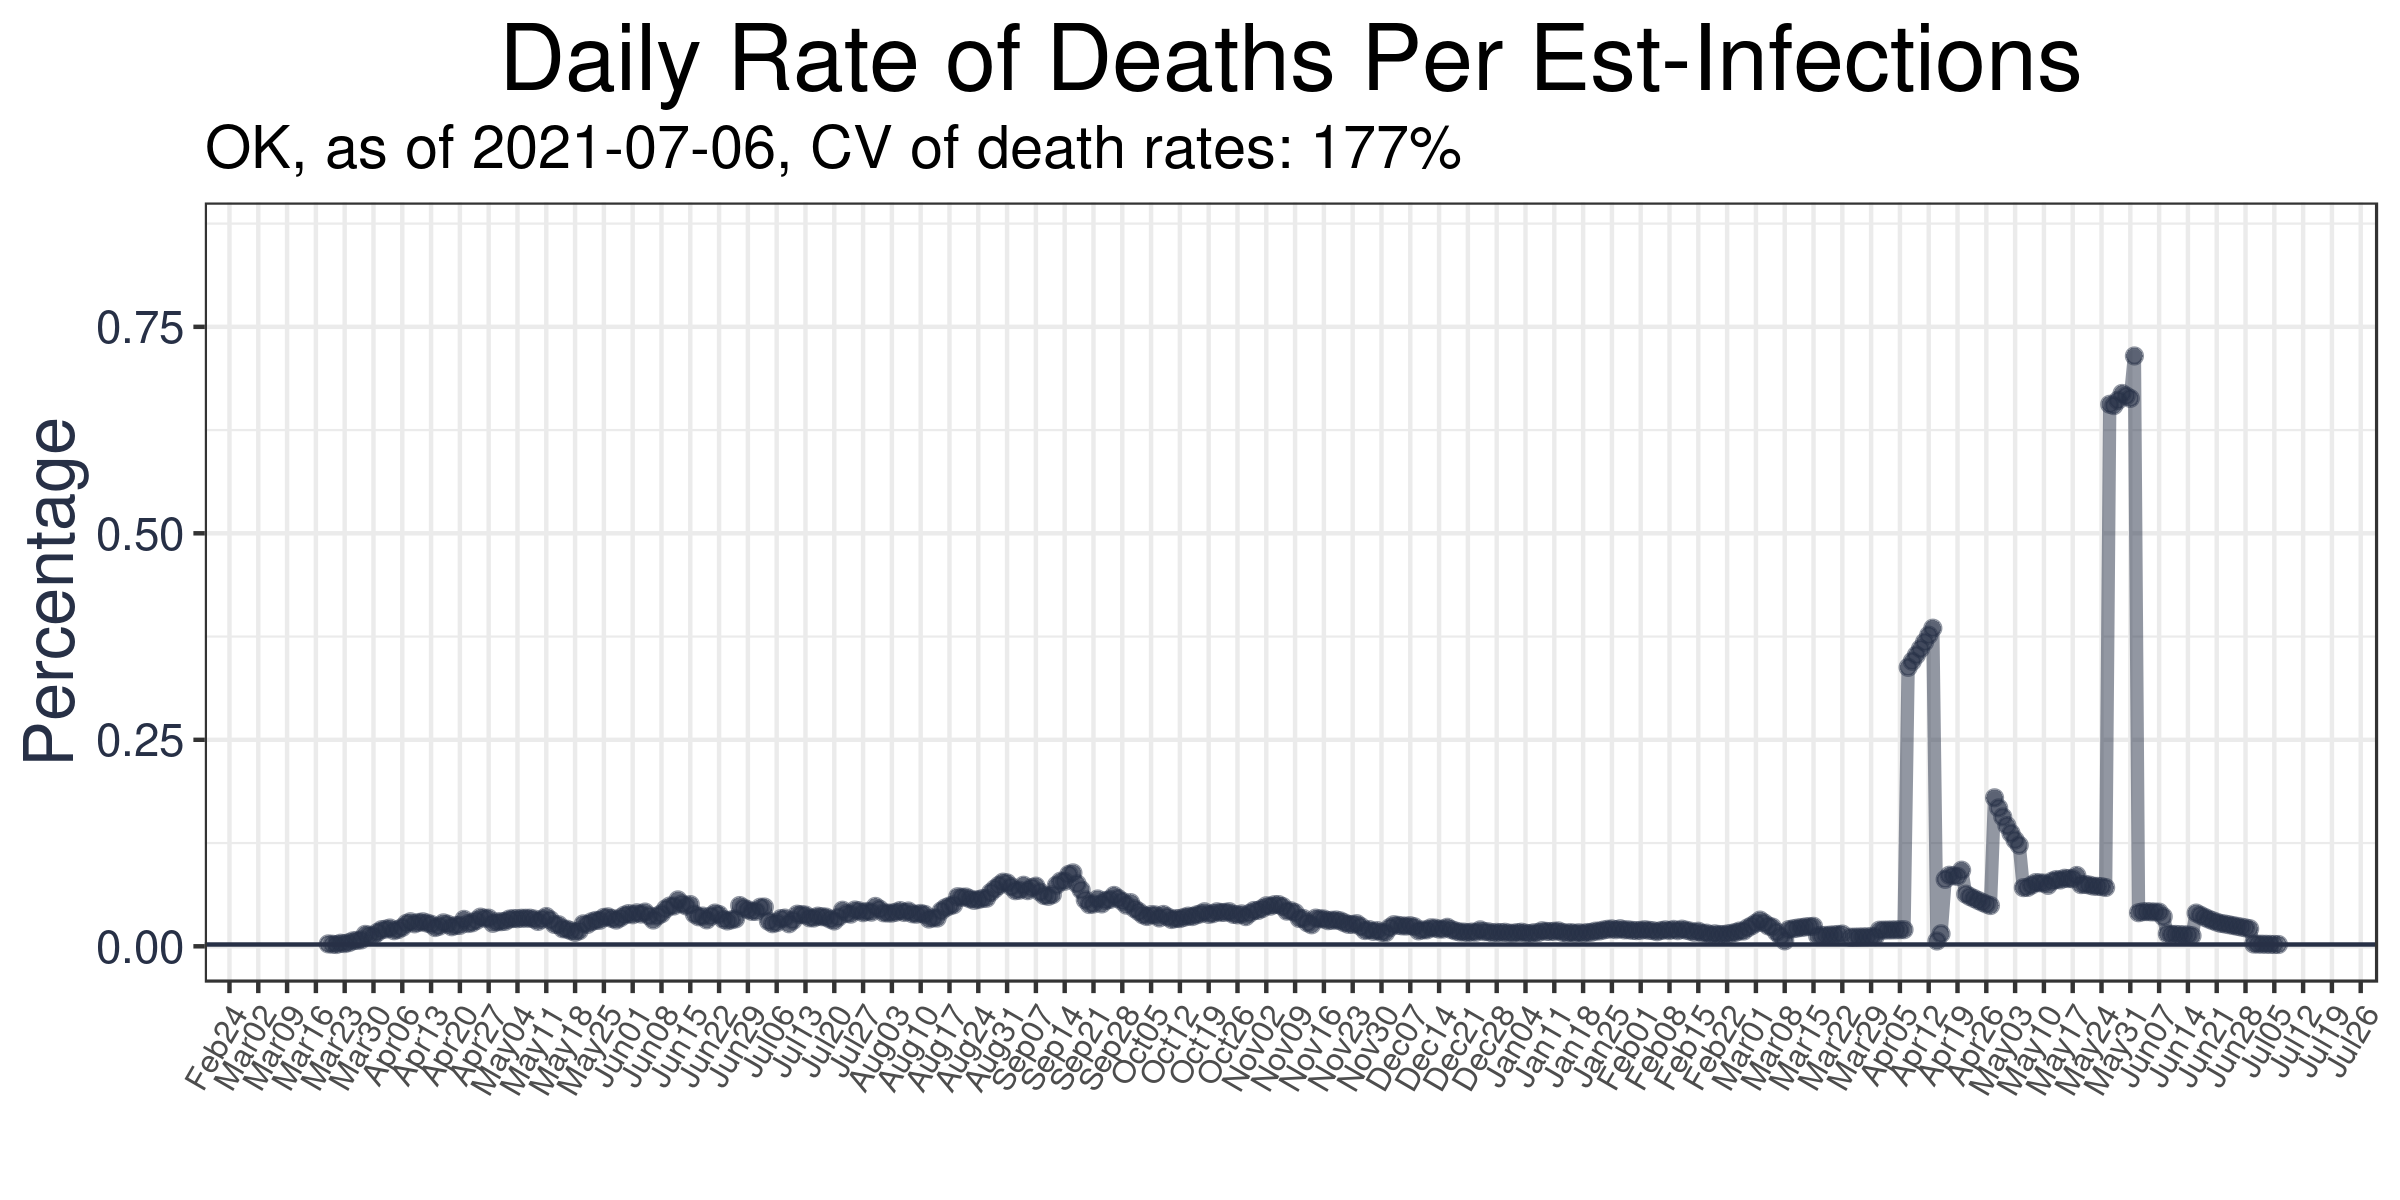 Daily Rate of Deaths Per Est-Infections
OK, as of 2021-07-06, CV of death rates: 177%
Percentage
0.75
0.50
0.25
0.00
Feb24
Mar02
Mar09
Mar16
Mar23
Mar30
Apr06
Apr13
Apr20
Apr27
May04
May11
May18
May25
Jun01
Jun08
Jun15
Jun22
Jun29
Jul06
Jul13
Jul20
Jul27
Aug03
Aug10
Aug17
Aug24
Aug31
Sep07
Sep14
Sep21
Sep28
Oct05
Oct12
Oct19
Oct26
Nov02
Nov09
Nov16
Nov23
Nov30
Dec07
Dec14
Dec21
Dec28
Jan04
Jan11
Jan18
Jan25
Feb01
Feb08
Feb15
Feb22
Mar01
Mar08
Mar15
Mar22
Mar29
Apr05
Apr12
Apr19
Apr26
May03
May10
May17
May24
May31
Jun07
Jun14
Jun21
Jun28
Jul05
Jul12
Jul19
Jul26